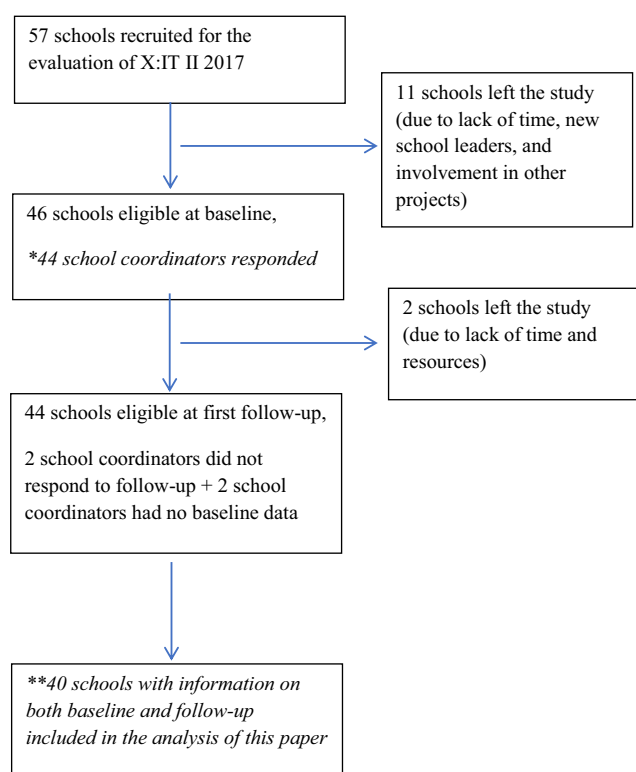 57 schools recruited for the
evaluation of X:IT II 2017
11 schools left the study
(due to lack of time, new
school leaders, and
involvement in other
projects)
46 schools eligible at baseline,
*44 school coordinators responded
2 schools left the study
(due to lack of time and
resources)
44 schools eligible at first follow-up,
2 school coordinators did not
respond to follow-up + 2 school
coordinators had no baseline data
**40 schools with information on
both baseline and follow-up
included in the analysis of this paper